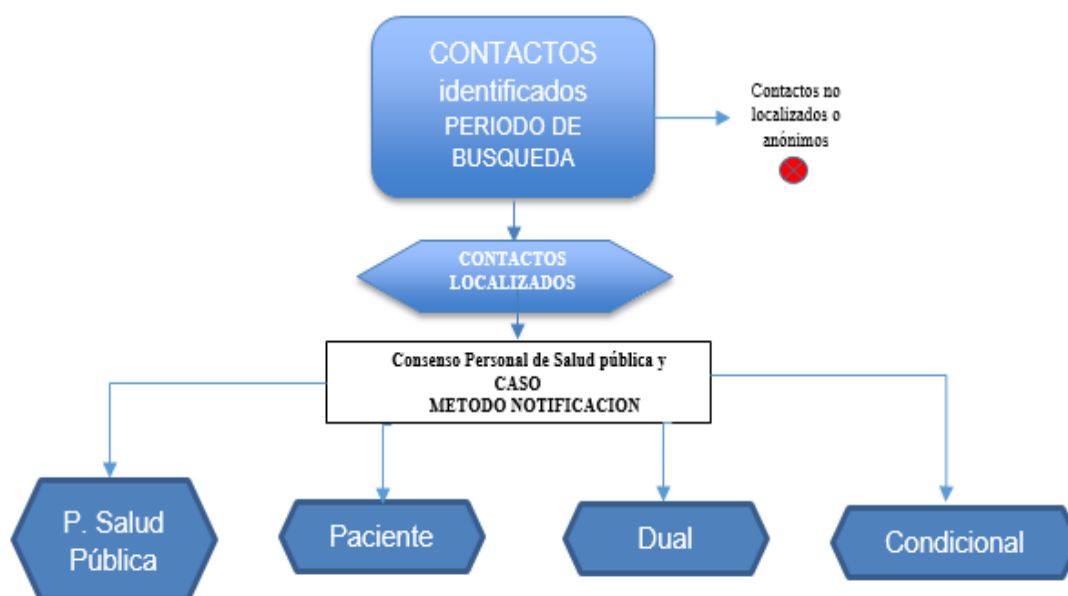 CONTACTOS
identificados
PERIODO DE
BUSQUEDA
Contactos no
localizados o
anónimos
CONTACTOS
LOCALIZADOS
Consenso Personal de Salud pública y
CASO
METODO NOTIFICACION
P. Salud
Pública
Paciente
Dual
Condicional